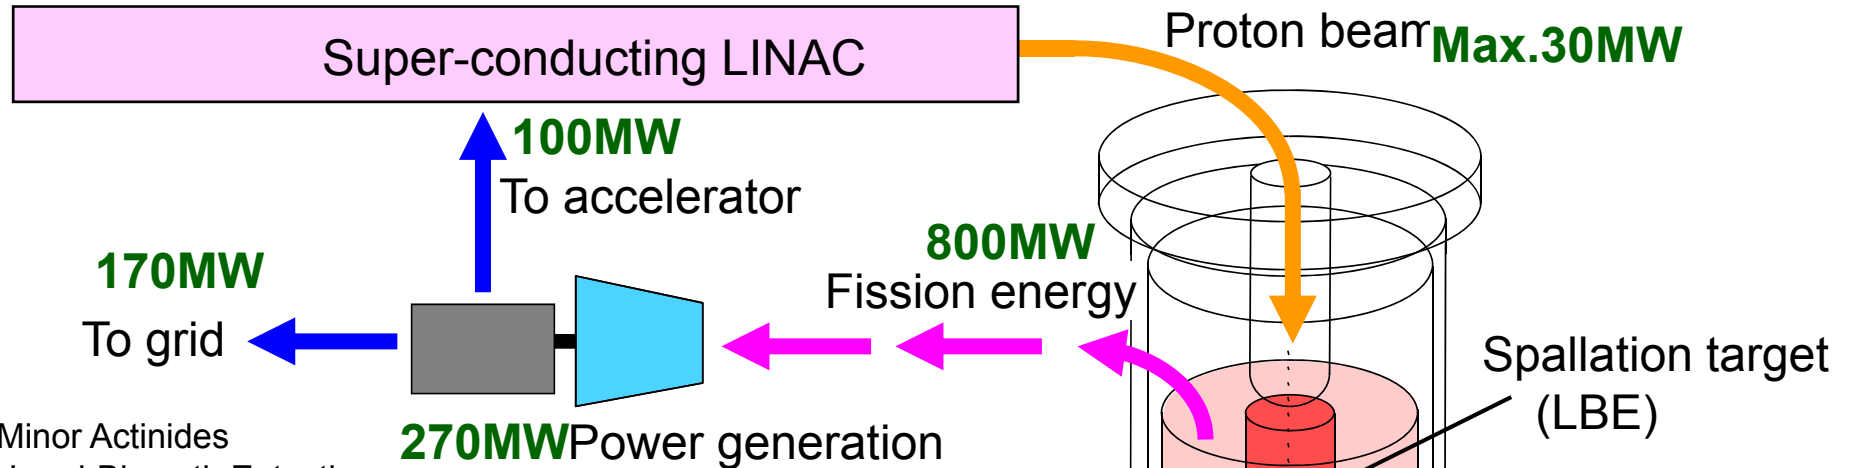 Super-conducting LINAC
Proton beam
Max.30MW
100MW
To accelerator
800MW
Fission energy
170MW
To grid
Spallation target
(LBE)
270MW Power generation
Minor Actinides